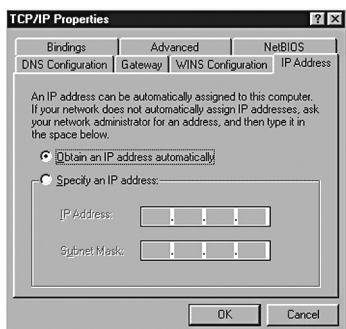 TCP/IP Properties
Bindings Advanced NetBIOS
DNS Configuration Gateway WINS Configuration IP Address
An IP address can be automatically assigned to this computer.
If your network does not automatically assign IP addresses, ask
your network administrator for an address, and then type it in
the space below.
Obtain an IP address automatically
Specify an IP address:
IP Address:
Subnet Mask:
OK Cancel